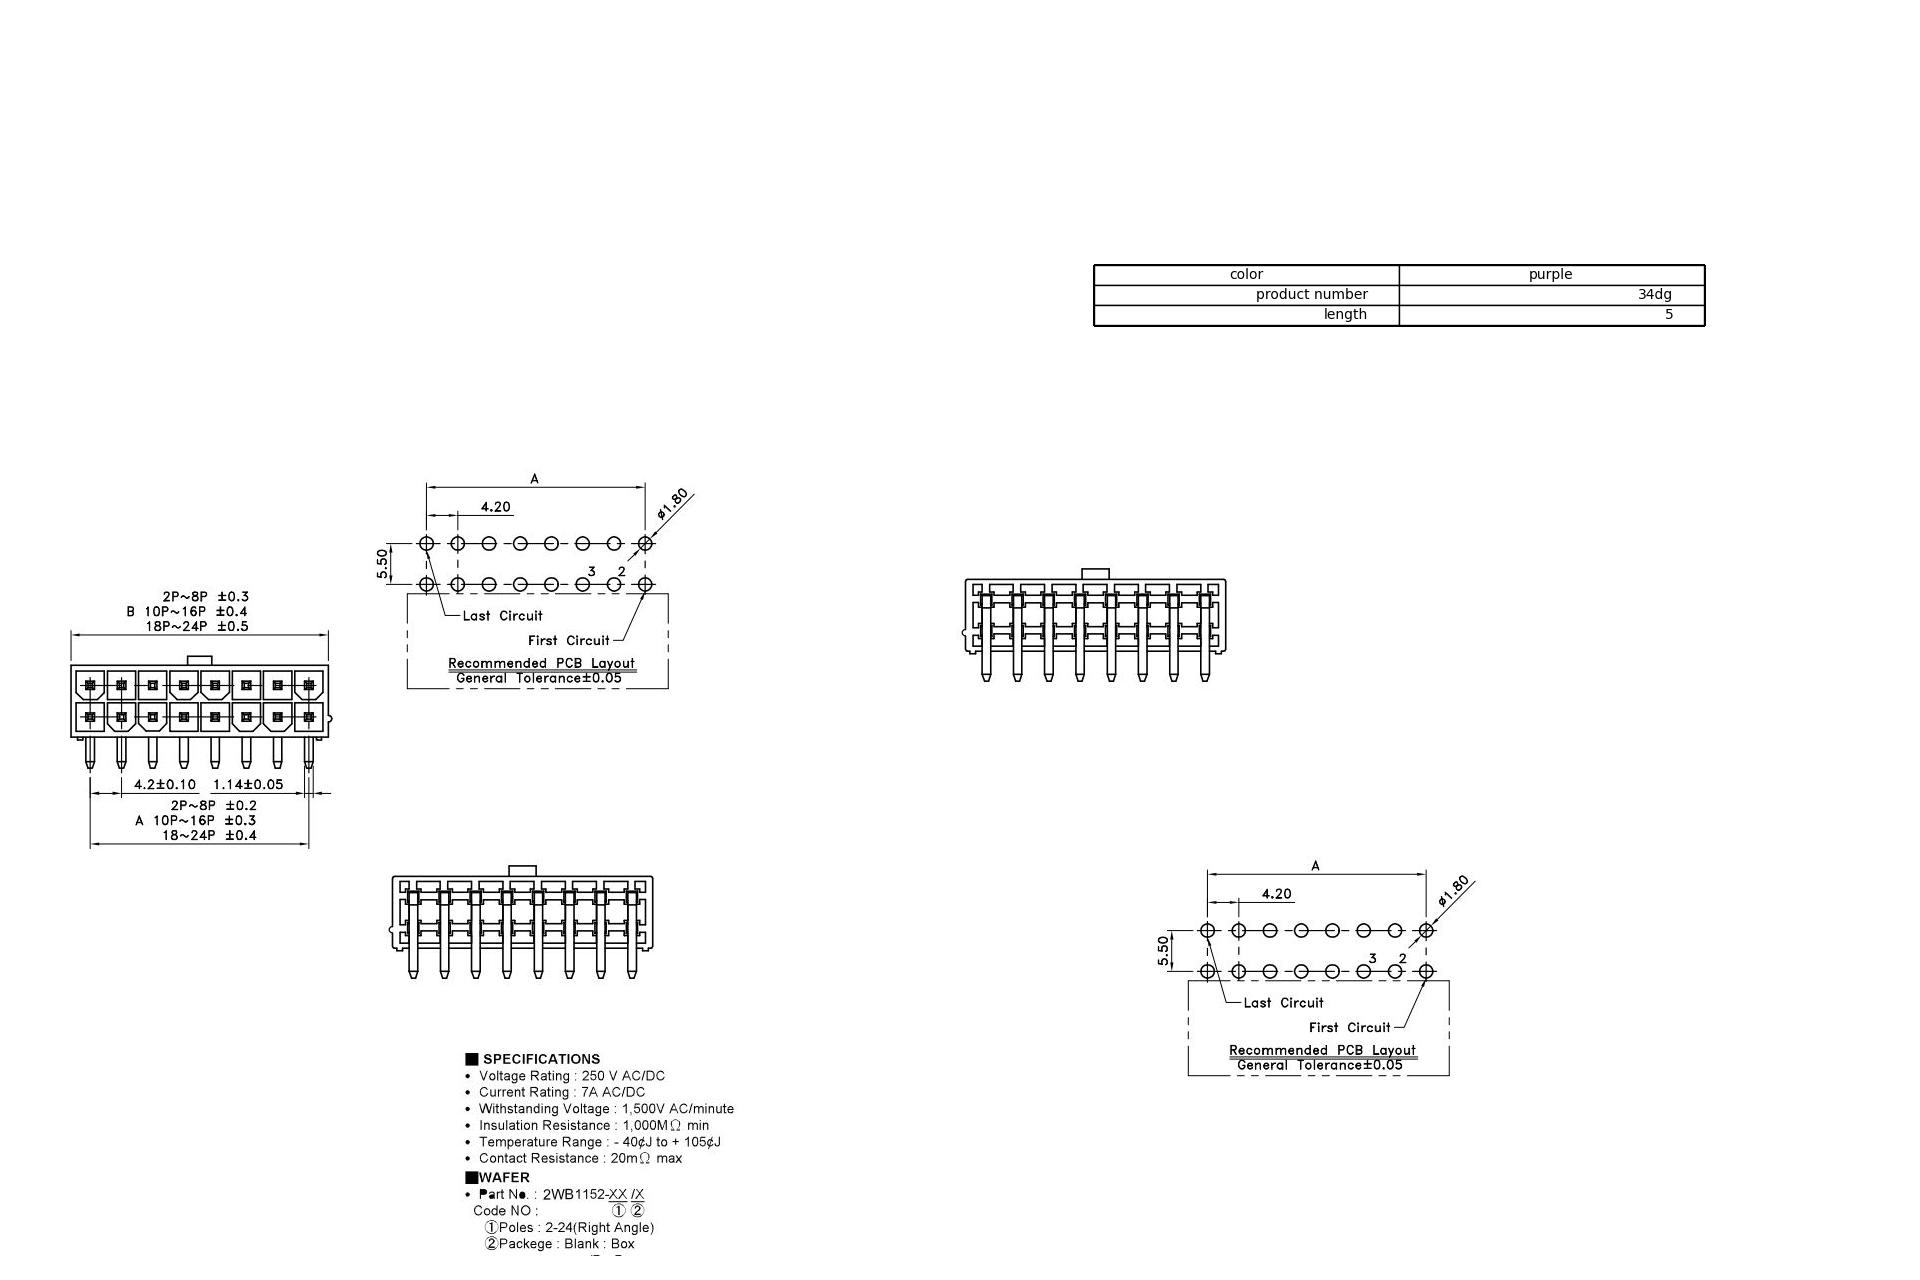 color purple
product number 34dg
length 5
A
4.20
ø1.80
5.50
3 2
Last Circuit
First Circuit
Recommended PCB Layout
General Tolerance±0.05
2P~8P ±0.3
B 10P~16P ±0.4
18P~24P ±0.5
4.2±0.10 1.14±0.05
2P~8P ±0.2
A 10P~16P ±0.3
18~24P ±0.4
A
4.20
ø1.80
5.50
3 2
Last Circuit
First Circuit
Recommended PCB Layout
General Tolerance±0.05
■ SPECIFICATIONS
• Voltage Rating : 250 V AC/DC
• Current Rating : 7A AC/DC
• Withstanding Voltage : 1,500V AC/minute
• Insulation Resistance : 1,000MΩ min
• Temperature Range : - 40¢J to + 105¢J
• Contact Resistance : 20mΩ max
■WAFER
• Part No. : 2WB1152-XX /X
Code NO : ① ②
①Poles : 2-24(Right Angle)
②Packege : Blank : Box